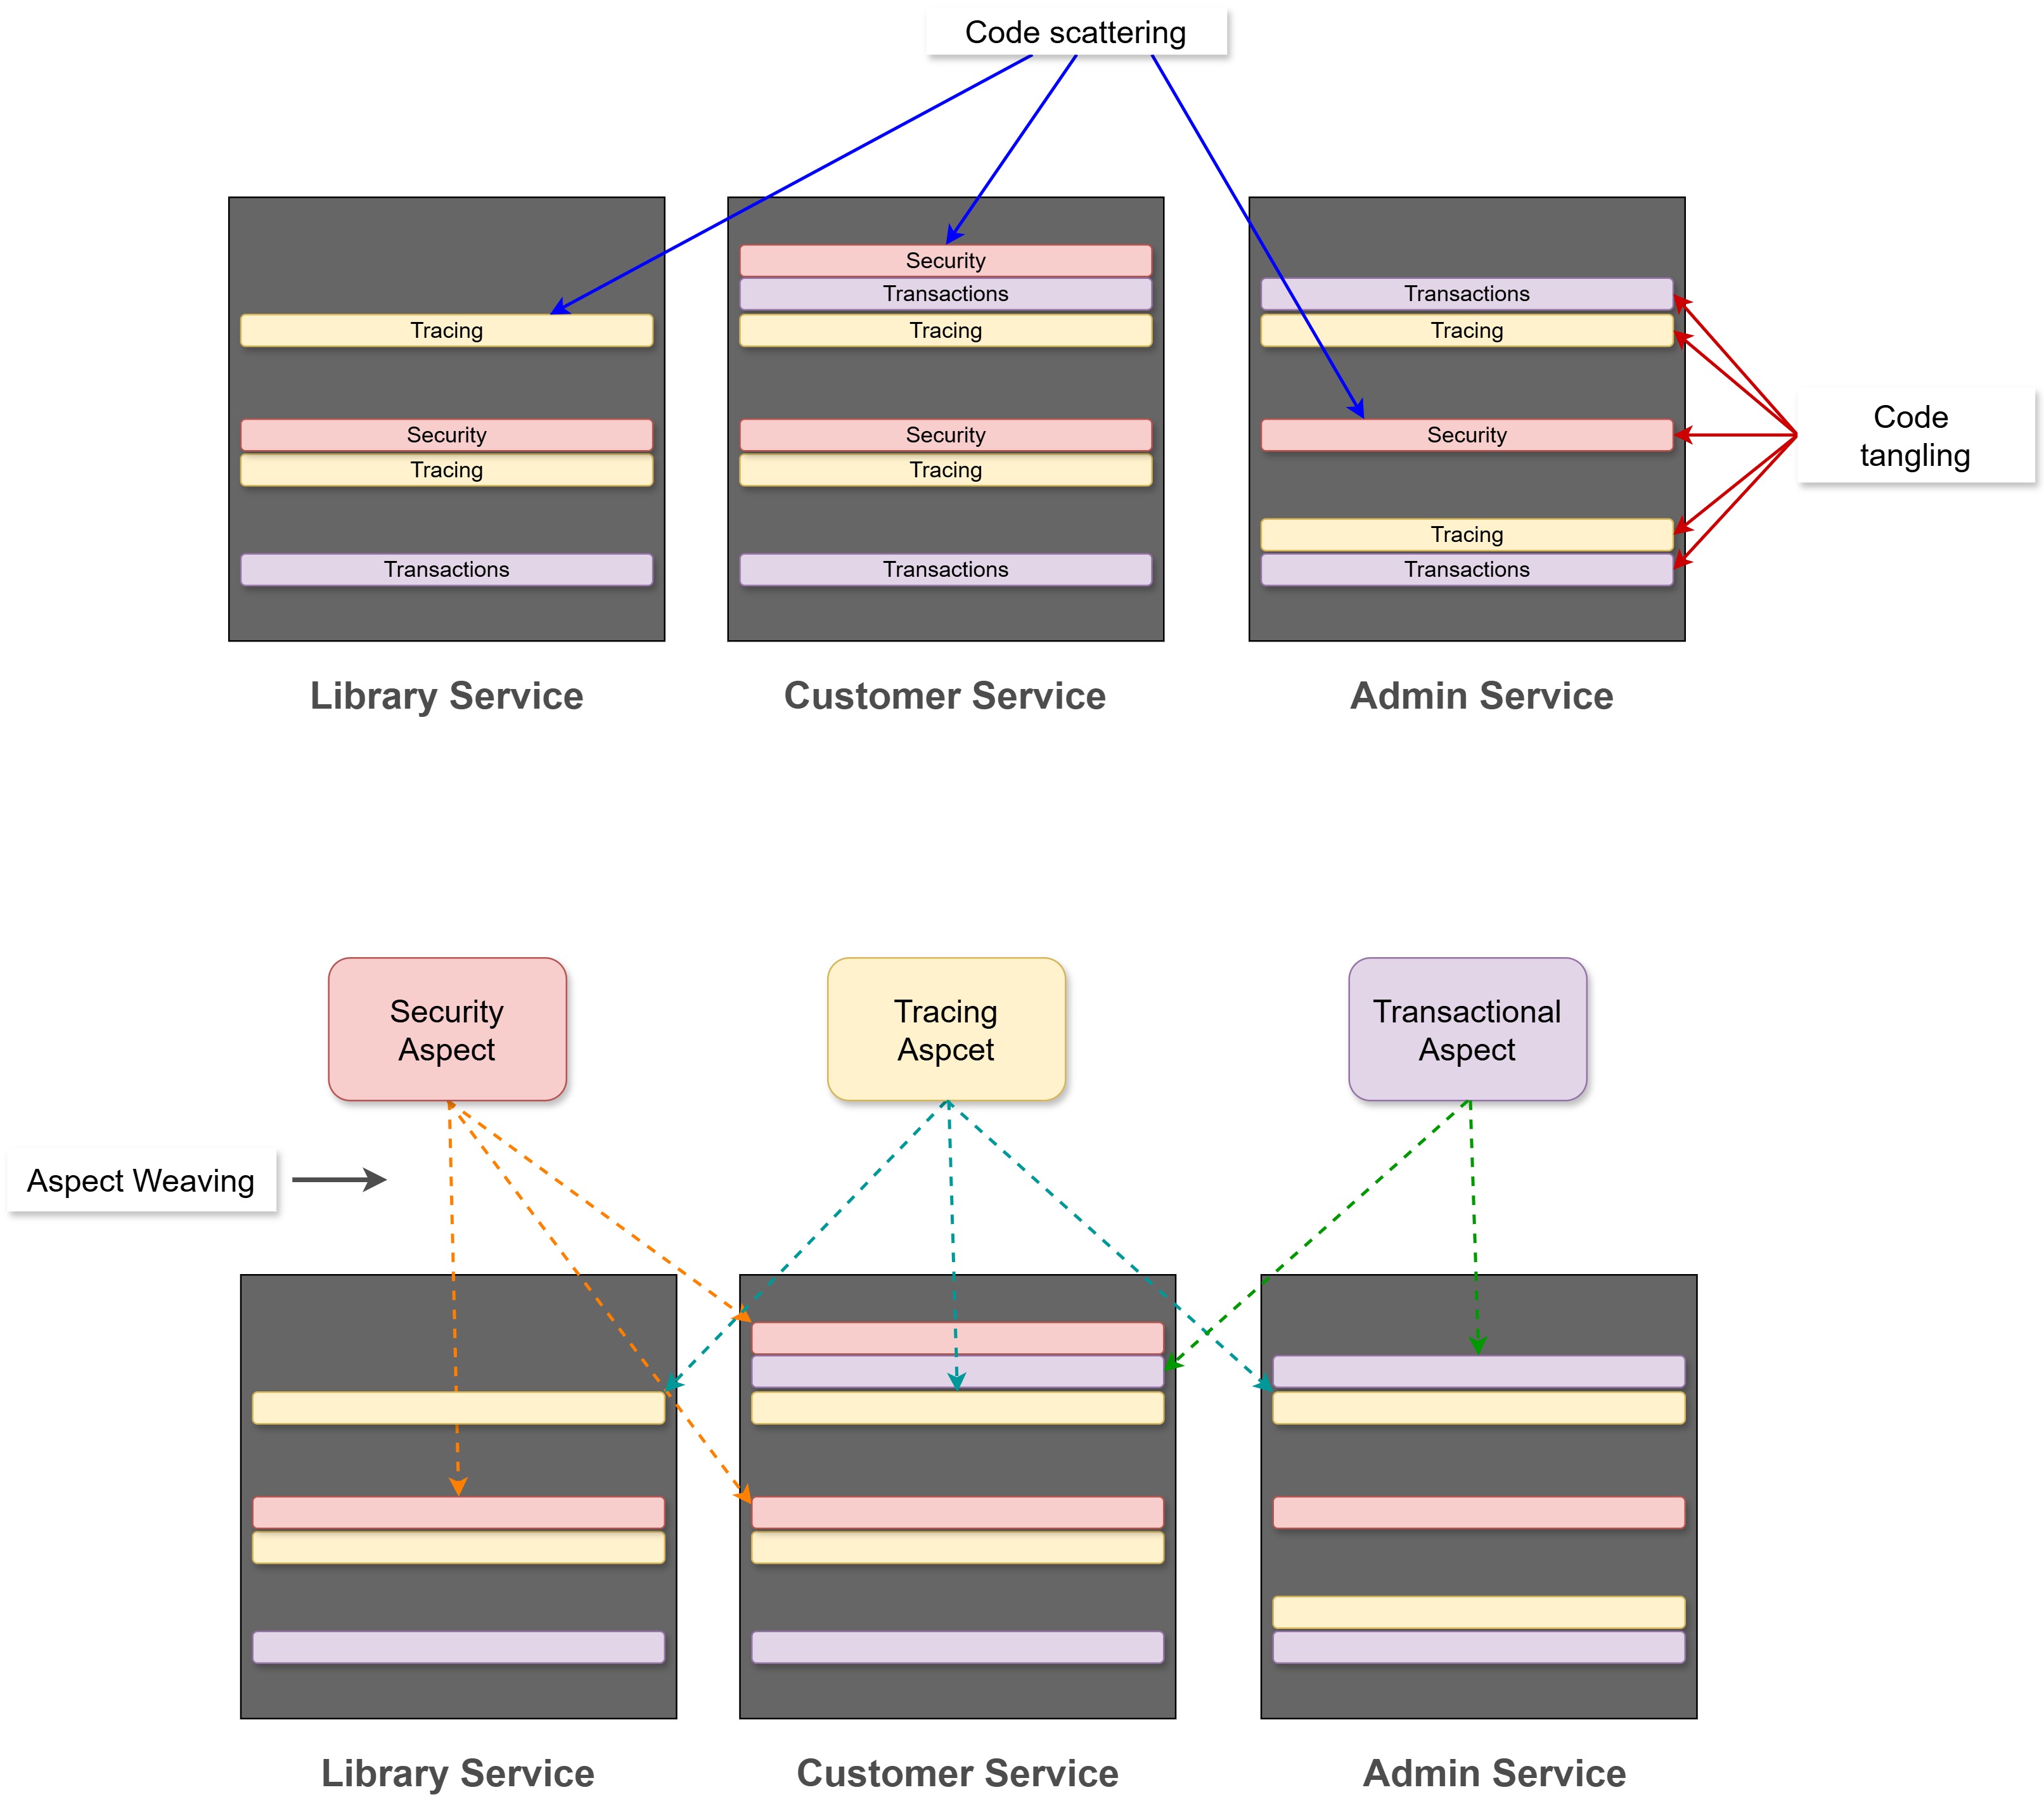 Code scattering
Tracing
Security
Tracing
Transactions
Library Service
Security
Transactions
Tracing
Security
Tracing
Transactions
Customer Service
Transactions
Tracing
Security
Tracing
Transactions
Admin Service
Code
tangling
Security
Aspect
Tracing
Aspcet
Transactional
Aspect
Aspect Weaving
Library Service
Customer Service
Admin Service